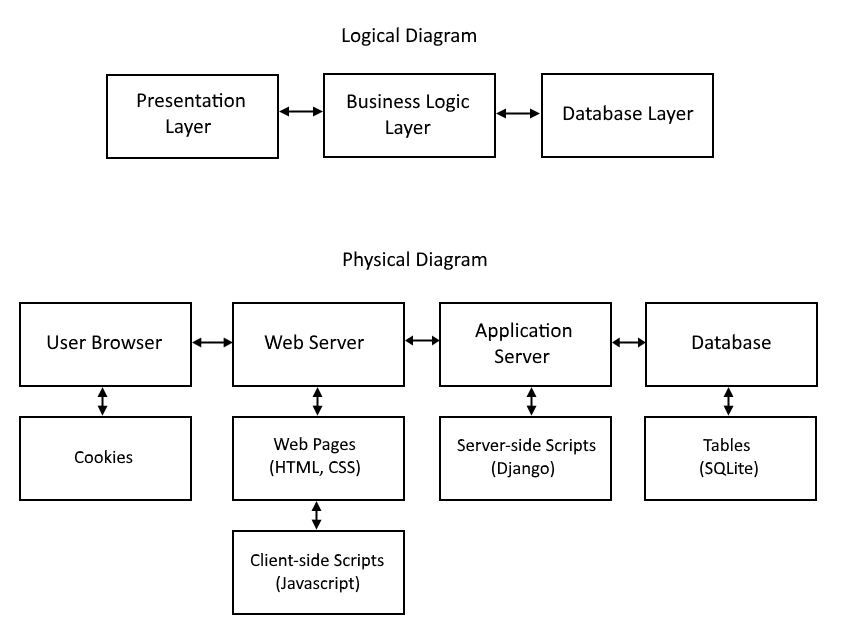 Logical Diagram
Presentation
Layer
Business Logic
Layer
Database Layer
Physical Diagram
User Browser
Web Server
Application
Server
Database
Cookies
Web Pages
(HTML, CSS)
Server-side Scripts
(Django)
Tables
(SQLite)
Client-side Scripts
(Javascript)